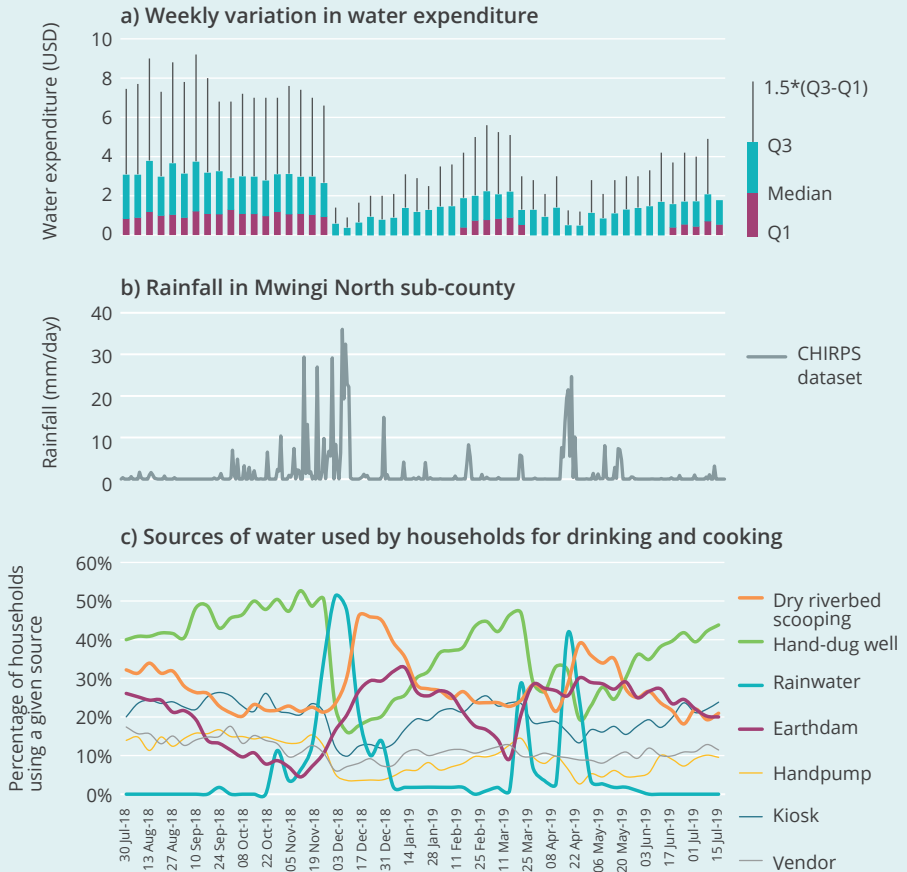 a) Weekly variation in water expenditure
Water expenditure (USD)
10
8
6
4
2
0
1.5*(Q3-Q1)
Q3
Median
Q1
b) Rainfall in Mwingi North sub-county
Rainfall (mm/day)
40
30
20
10
0
CHIRPS
dataset
c) Sources of water used by households for drinking and cooking
Percentage of households
using a given source
60%
50%
40%
30%
20%
10%
0%
30 Jul-18
13 Aug-18
27 Aug-18
10 Sep-18
24 Sep-18
08 Oct-18
22 Oct-18
05 Nov-18
19 Nov-18
03 Dec-18
17 Dec-18
31 Dec-18
14 Jan-19
28 Jan-19
11 Feb-19
25 Feb-19
11 Mar-19
25 Mar-19
08 Apr-19
22 Apr-19
06 May-19
20 May-19
03 Jun-19
17 Jun-19
01 Jul-19
15 Jul-19
Dry riverbed
scooping
Hand-dug well
Rainwater
Earthdam
Handpump
Kiosk
Vendor